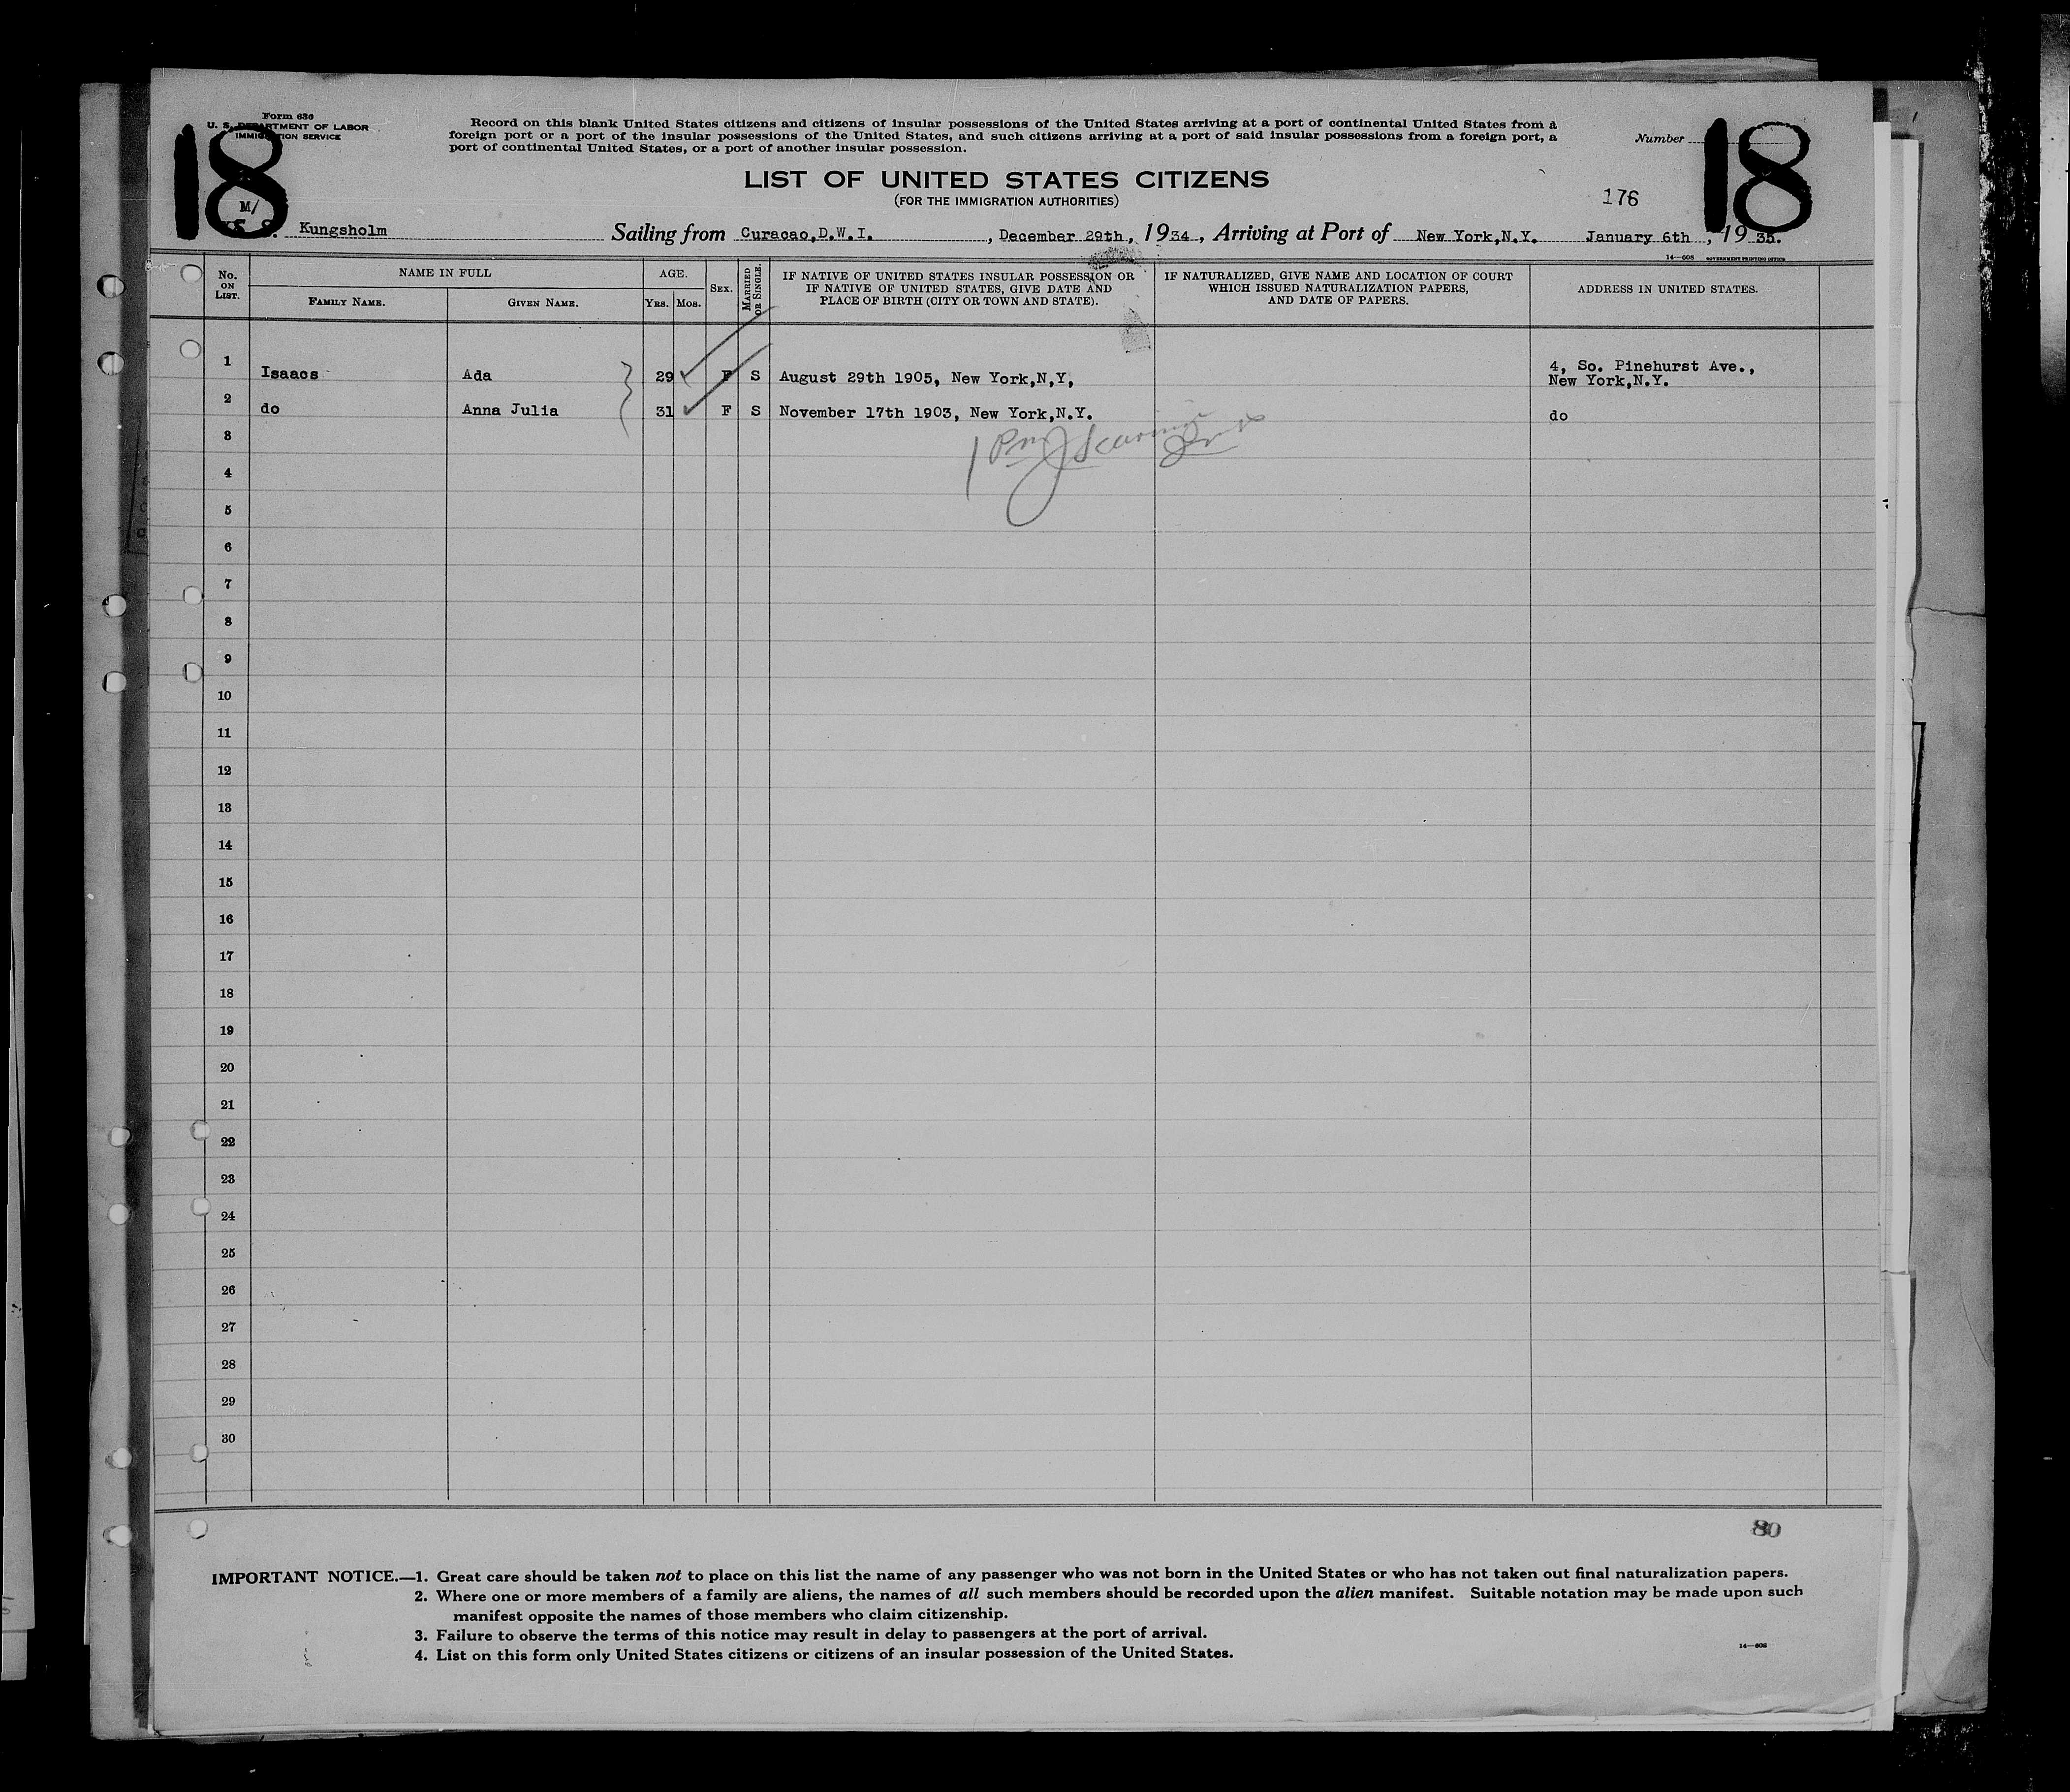 Form 636
U. S. DEPARTMENT OF LABOR
IMMIGRATION SERVICE
18
Record on this blank United States citizens and citizens of insular possessions of the United States arriving at a port of continental United States from a
foreign port or a port of the insular possessions of the United States, and such citizens arriving at a port of said insular possessions from a foreign port, a
port of continental United States, or a port of another insular possession.
Number
18
LIST OF UNITED STATES CITIZENS
(FOR THE IMMIGRATION AUTHORITIES)
176
M/
S. Kungsholm Sailing from Curacao,D.W.I. , December 29th, 1934 , Arriving at Port of New York,N.Y. January 6th , 1935.
14—608 GOVERNMENT PRINTING OFFICE
No. ON LIST. NAME IN FULL AGE. SEX. MARRIED OR SINGLE. IF NATIVE OF UNITED STATES INSULAR POSSESSION OR IF NATIVE OF UNITED STATES, GIVE DATE AND PLACE OF BIRTH (CITY OR TOWN AND STATE). IF NATURALIZED, GIVE NAME AND LOCATION OF COURT WHICH ISSUED NATURALIZATION PAPERS, AND DATE OF PAPERS. ADDRESS IN UNITED STATES.
FAMILY NAME. GIVEN NAME. YRS. MOS.
1 Isaacs Ada 29 F S August 29th 1905, New York,N,Y, 4, So. Pinehurst Ave.,
New York,N.Y.
2 do Anna Julia 31 F S November 17th 1903, New York,N.Y. do
3
4
5
6
7
8
9
10
11
12
13
14
15
16
17
18
19
20
21
22
23
24
25
26
27
28
29
30
80
IMPORTANT NOTICE.—1. Great care should be taken not to place on this list the name of any passenger who was not born in the United States or who has not taken out final naturalization papers.
2. Where one or more members of a family are aliens, the names of all such members should be recorded upon the alien manifest. Suitable notation may be made upon such
manifest opposite the names of those members who claim citizenship.
3. Failure to observe the terms of this notice may result in delay to passengers at the port of arrival.
4. List on this form only United States citizens or citizens of an insular possession of the United States.
14—608